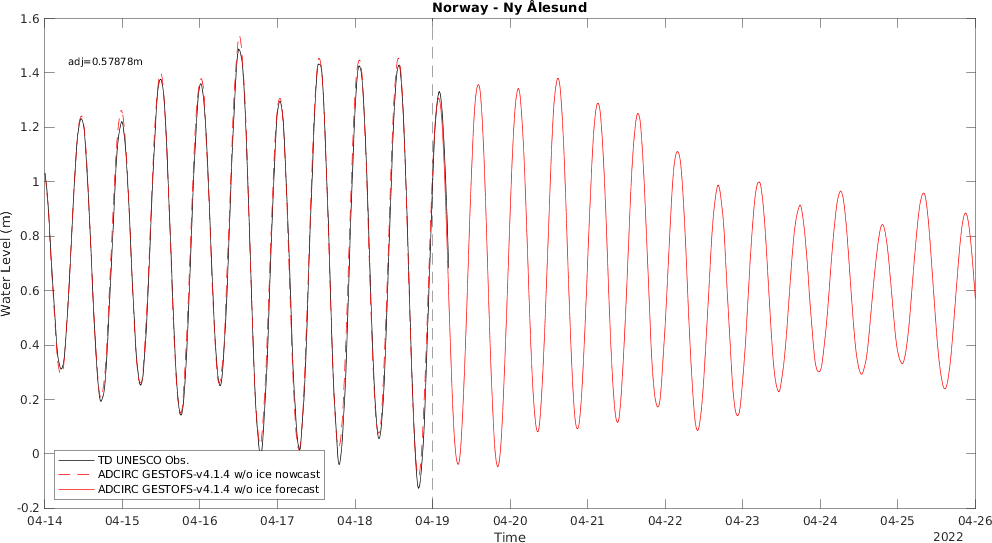 Norway - Ny Ålesund
1.6
adj=0.57878m
1.4
1.2
1
0.8
0.6
0.4
0.2
0
-0.2
Water Level (m)
TD UNESCO Obs.
ADCIRC GESTOFS-v4.1.4 w/o ice nowcast
ADCIRC GESTOFS-v4.1.4 w/o ice forecast
04-14 04-15 04-16 04-17 04-18 04-19 04-20 04-21 04-22 04-23 04-24 04-25 04-26
Time
2022